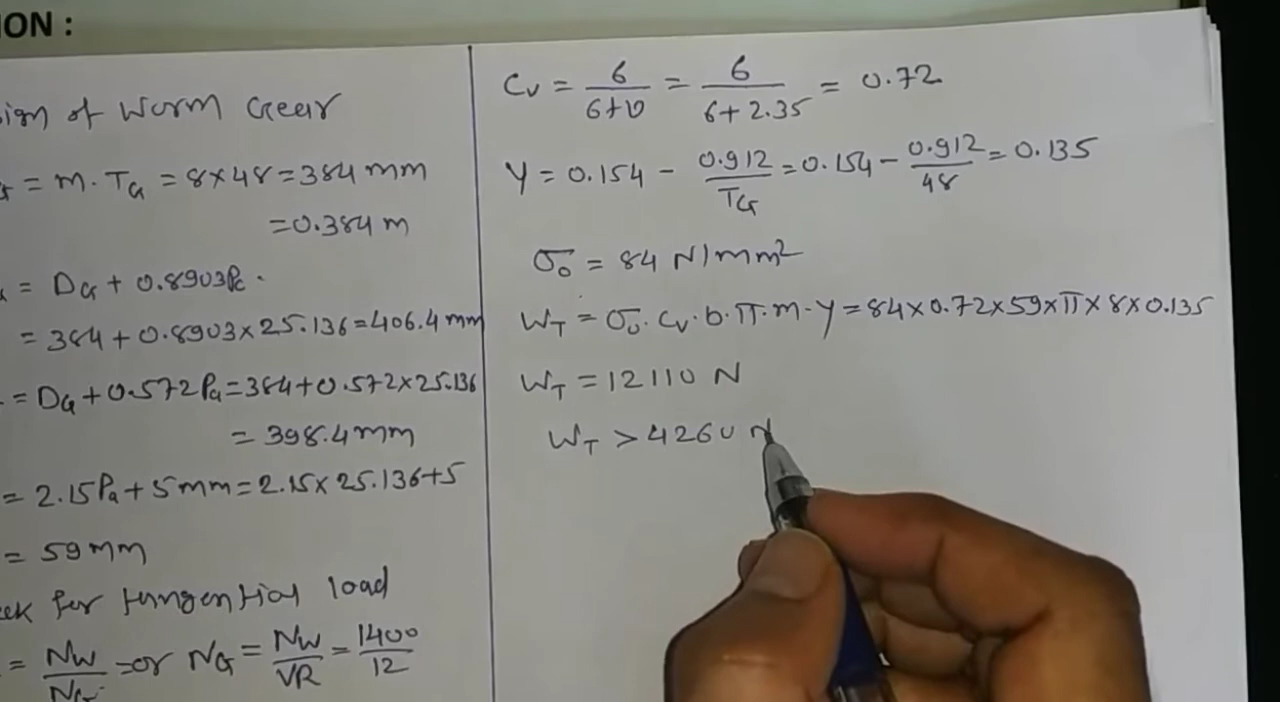 ON :
ign of Worm Gear
= m. TG = 8×48 = 384 mm
= 0.384 m
= DG + 0.8903Pc .
= 384 + 0.8903×25.136 = 406.4 mm
= DG + 0.572 Pa = 384+0.572×25.136
= 398.4 mm
= 2.15Pa + 5mm = 2.15×25.136+5
= 59 mm
ek for tangential load
= NW/NG = or NG = NW/VR = 1400/12
Cv = 6/(6+v) = 6/(6+2.35) = 0.72
y = 0.154 - 0.912/TG = 0.154 - 0.912/48 = 0.135
σo = 84 N/mm²
WT = σo. Cv. b. π. m. y = 84×0.72×59×π×8×0.135
WT = 12110 N
WT > 4260 N